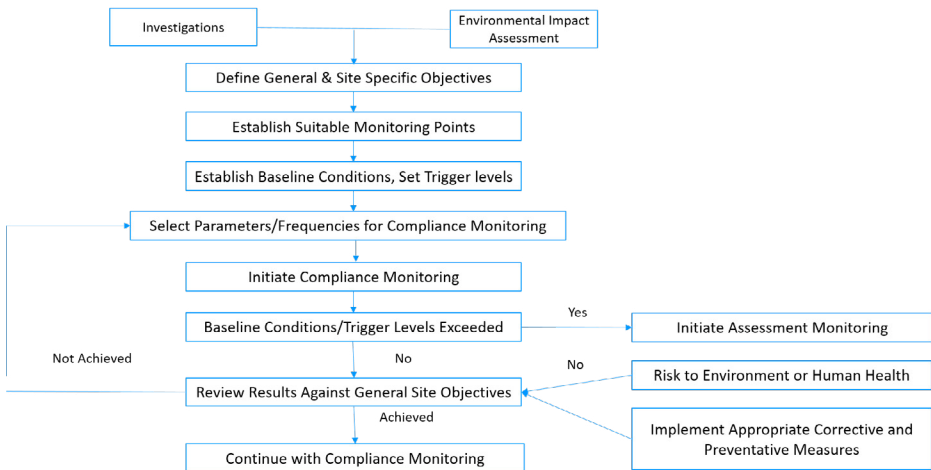 Investigations
Environmental Impact
Assessment
Define General & Site Specific Objectives
Establish Suitable Monitoring Points
Establish Baseline Conditions, Set Trigger levels
Select Parameters/Frequencies for Compliance Monitoring
Initiate Compliance Monitoring
Baseline Conditions/Trigger Levels Exceeded
Yes
Initiate Assessment Monitoring
Not Achieved
No
No
Risk to Environment or Human Health
Review Results Against General Site Objectives
Achieved
Implement Appropriate Corrective and
Preventative Measures
Continue with Compliance Monitoring